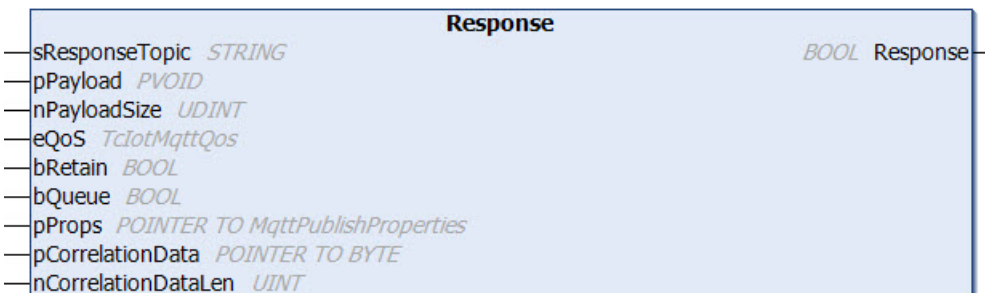 Response
sResponseTopic STRING BOOL Response
pPayload PVOID
nPayloadSize UDINT
eQoS TcIotMqttQos
bRetain BOOL
bQueue BOOL
pProps POINTER TO MqttPublishProperties
pCorrelationData POINTER TO BYTE
nCorrelationDataLen UINT